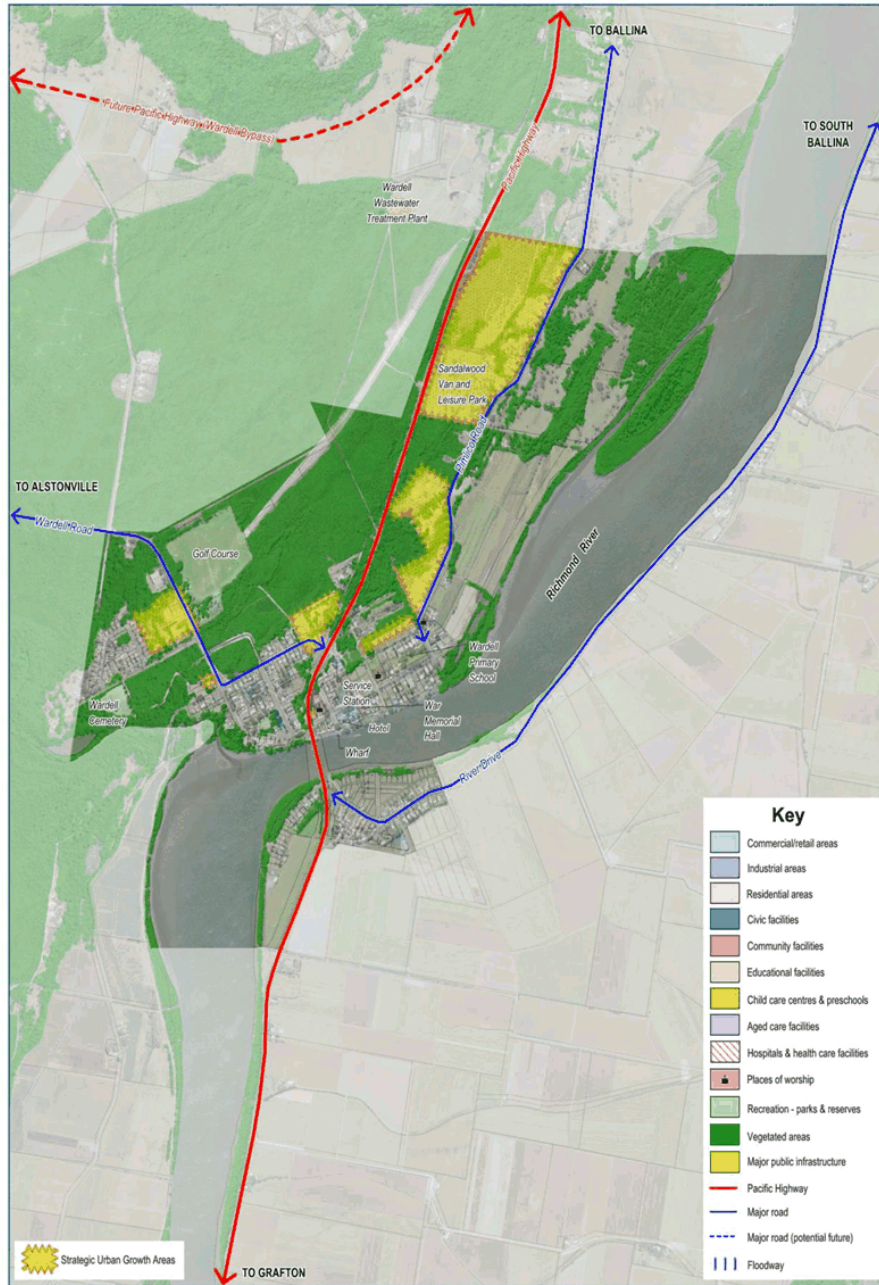 TO BALLINA
TO SOUTH
BALLINA
Future Pacific Highway (Wardell Bypass)
Pacific Highway
Wardell
Wastewater
Treatment Plant
Sandalwood
Van and
Leisure Park
Pimlico Road
TO ALSTONVILLE
Wardell Road
Golf Course
Richmond River
Wardell
Primary
School
Service
Station
War
Memorial
Hall
Wardell
Cemetery
Hotel
Wharf
River Drive
Key
Commercial/retail areas
Industrial areas
Residential areas
Civic facilities
Community facilities
Educational facilities
Child care centres & preschools
Aged care facilities
Hospitals & health care facilities
Places of worship
Recreation - parks & reserves
Vegetated areas
Major public infrastructure
Pacific Highway
Major road
Major road (potential future)
Floodway
Strategic Urban Growth Areas
TO GRAFTON